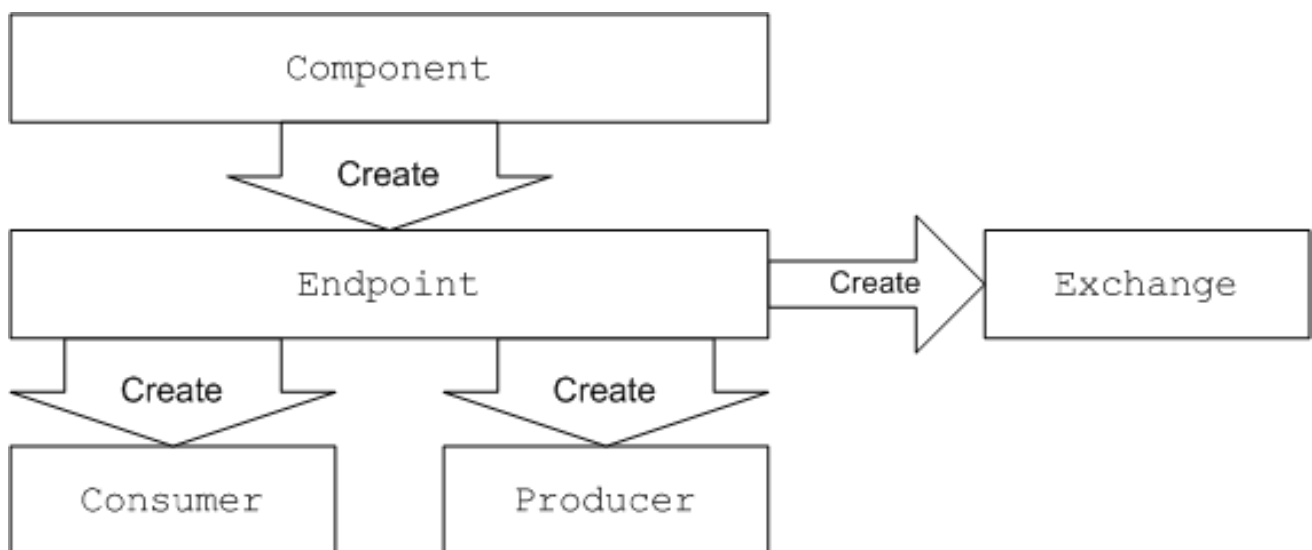 Component
Create
Endpoint
Create
Exchange
Create
Create
Consumer
Producer